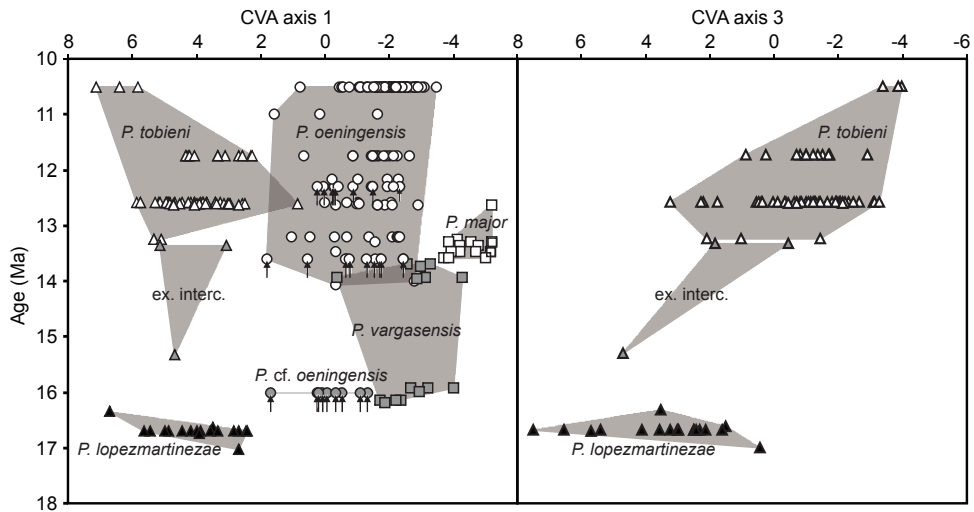 CVA axis 1 CVA axis 3
8 6 4 2 0 -2 -4 8 6 4 2 0 -2 -4 -6
10
P. tobieni P. oeningensis P. tobieni
11
12
13
P. major
14
ex. interc. ex. interc.
Age (Ma)
15
P. vargasensis
16
P. cf. oeningensis
17
P. lopezmartinezae P. lopezmartinezae
18